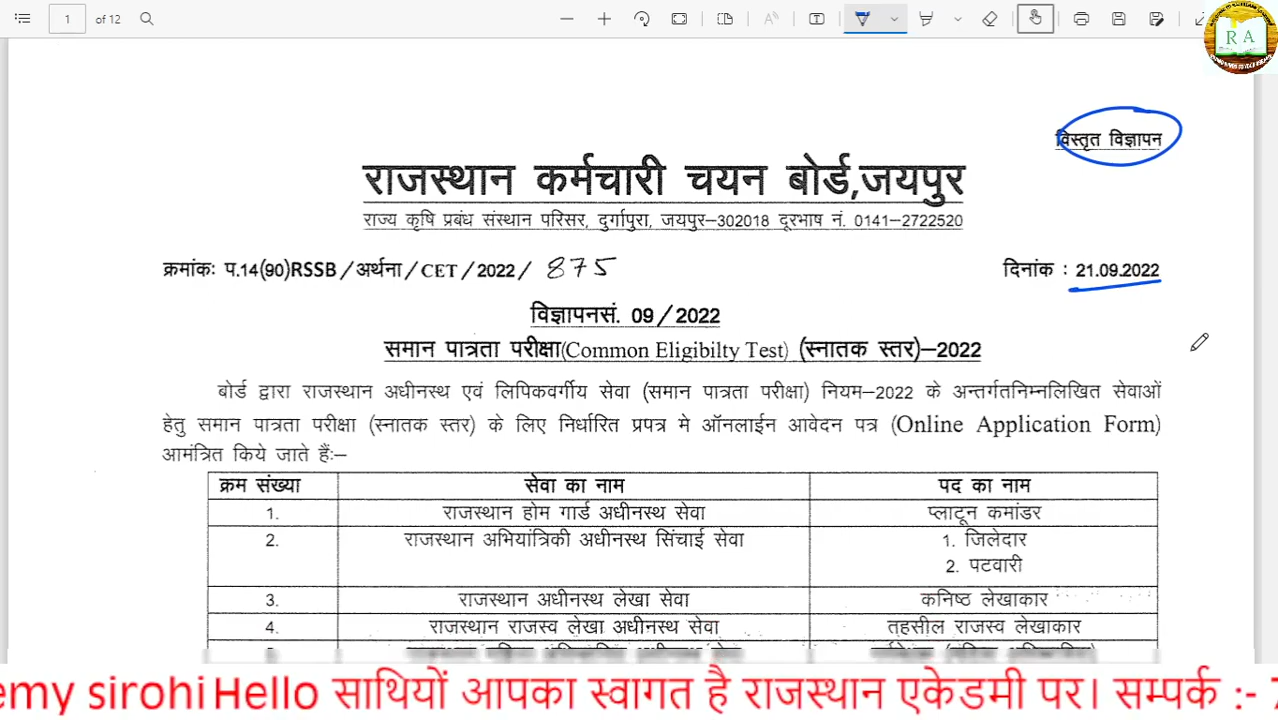 1 of 12
विस्तृत विज्ञापन
राजस्थान कर्मचारी चयन बोर्ड,जयपुर
राज्य कृषि प्रबंध संस्थान परिसर, दुर्गापुरा, जयपुर–302018 दूरभाष नं. 0141–2722520
क्रमांकः प.14(90)RSSB/अर्थना/CET/2022/ 875
दिनांक : 21.09.2022
विज्ञापनसं. 09/2022
समान पात्रता परीक्षा(Common Eligibilty Test) (स्नातक स्तर)–2022
बोर्ड द्वारा राजस्थान अधीनस्थ एवं लिपिकवर्गीय सेवा (समान पात्रता परीक्षा) नियम–2022 के अन्तर्गतनिम्नलिखित सेवाओं
हेतु समान पात्रता परीक्षा (स्नातक स्तर) के लिए निर्धारित प्रपत्र मे ऑनलाईन आवेदन पत्र (Online Application Form)
आमंत्रित किये जाते हैं:–
क्रम संख्या सेवा का नाम पद का नाम
1. राजस्थान होम गार्ड अधीनस्थ सेवा प्लाटून कमांडर
2. राजस्थान अभियांत्रिकी अधीनस्थ सिंचाई सेवा 1. जिलेदार
2. पटवारी
3. राजस्थान अधीनस्थ लेखा सेवा कनिष्ठ लेखाकार
4. राजस्थान राजस्व लेखा अधीनस्थ सेवा तहसील राजस्व लेखाकार
emy sirohi Hello साथियों आपका स्वागत है राजस्थान एकेडमी पर। सम्पर्क :- 7
R A